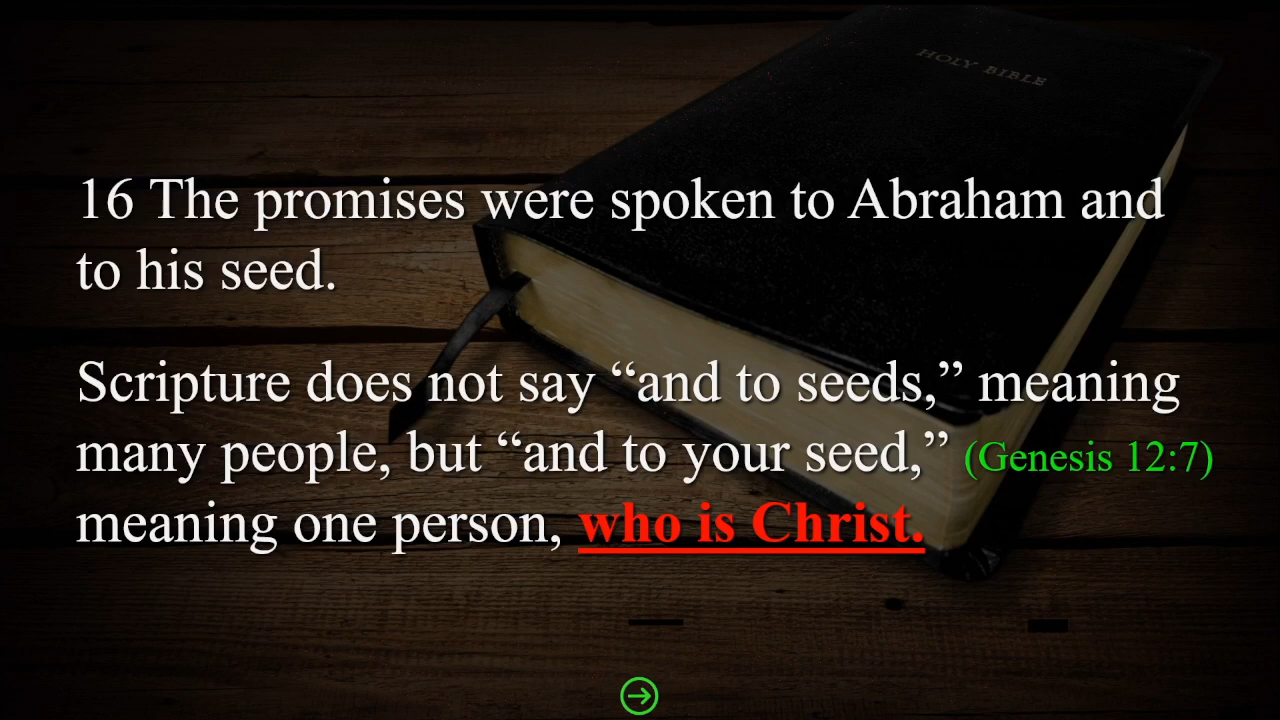 HOLY BIBLE
16 The promises were spoken to Abraham and
to his seed.
Scripture does not say “and to seeds,” meaning
many people, but “and to your seed,” (Genesis 12:7)
meaning one person, who is Christ.